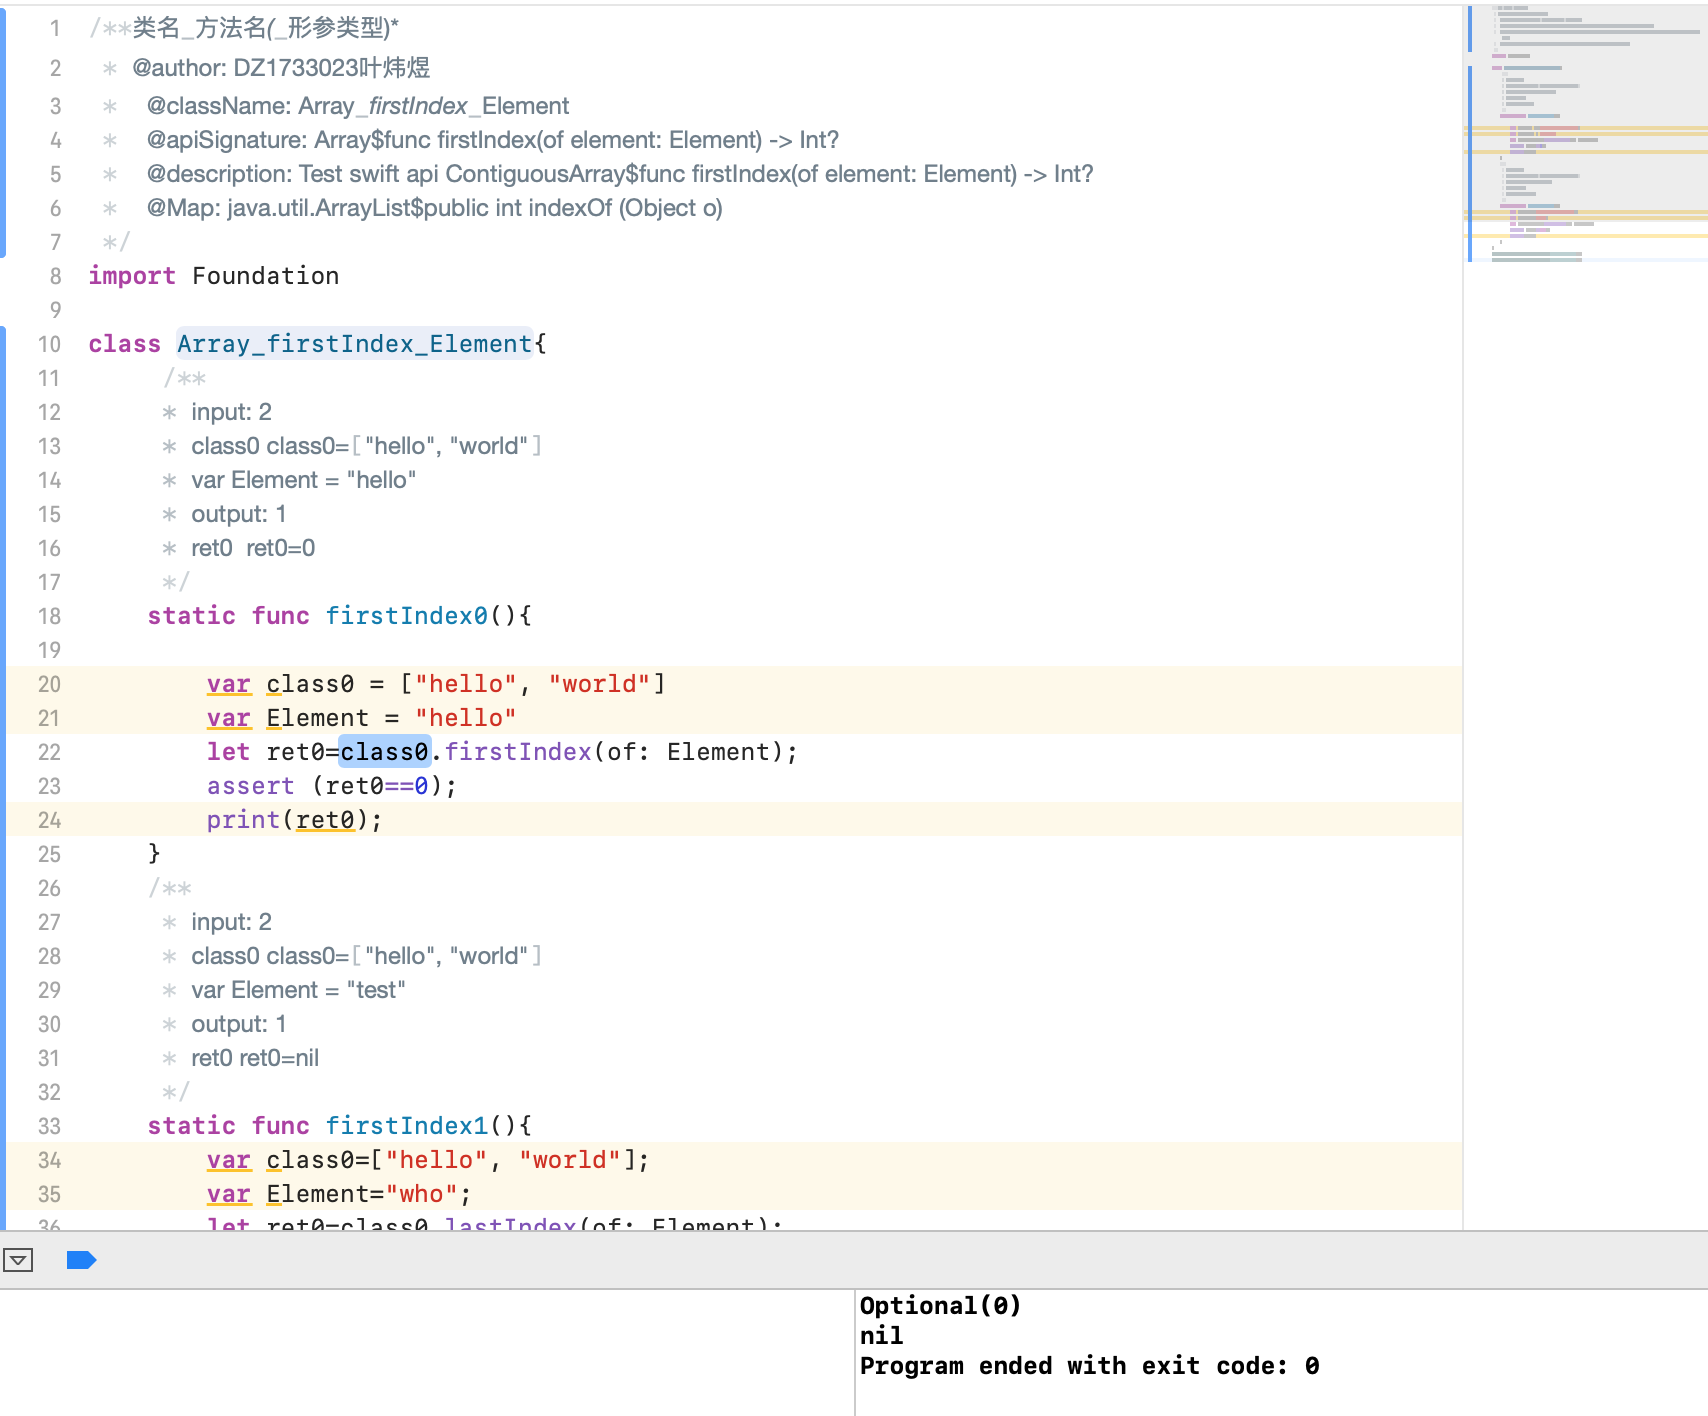 1 /**类名_方法名(_形参类型)*
2 * @author: DZ1733023叶炜煜
3 * @className: Array_firstIndex_Element
4 * @apiSignature: Array$func firstIndex(of element: Element) -> Int?
5 * @description: Test swift api ContiguousArray$func firstIndex(of element: Element) -> Int?
6 * @Map: java.util.ArrayList$public int indexOf (Object o)
7 */
8 import Foundation
9
10 class Array_firstIndex_Element{
11 /**
12 * input: 2
13 * class0 class0=["hello", "world"]
14 * var Element = "hello"
15 * output: 1
16 * ret0  ret0=0
17 */
18 static func firstIndex0(){
19
20 var class0 = ["hello", "world"]
21 var Element = "hello"
22 let ret0=class0.firstIndex(of: Element);
23 assert (ret0==0);
24 print(ret0);
25 }
26 /**
27 * input: 2
28 * class0 class0=["hello", "world"]
29 * var Element = "test"
30 * output: 1
31 * ret0 ret0=nil
32 */
33 static func firstIndex1(){
34 var class0=["hello", "world"];
35 var Element="who";
36 let ret0=class0.lastIndex(of: Element);
Optional(0)
nil
Program ended with exit code: 0